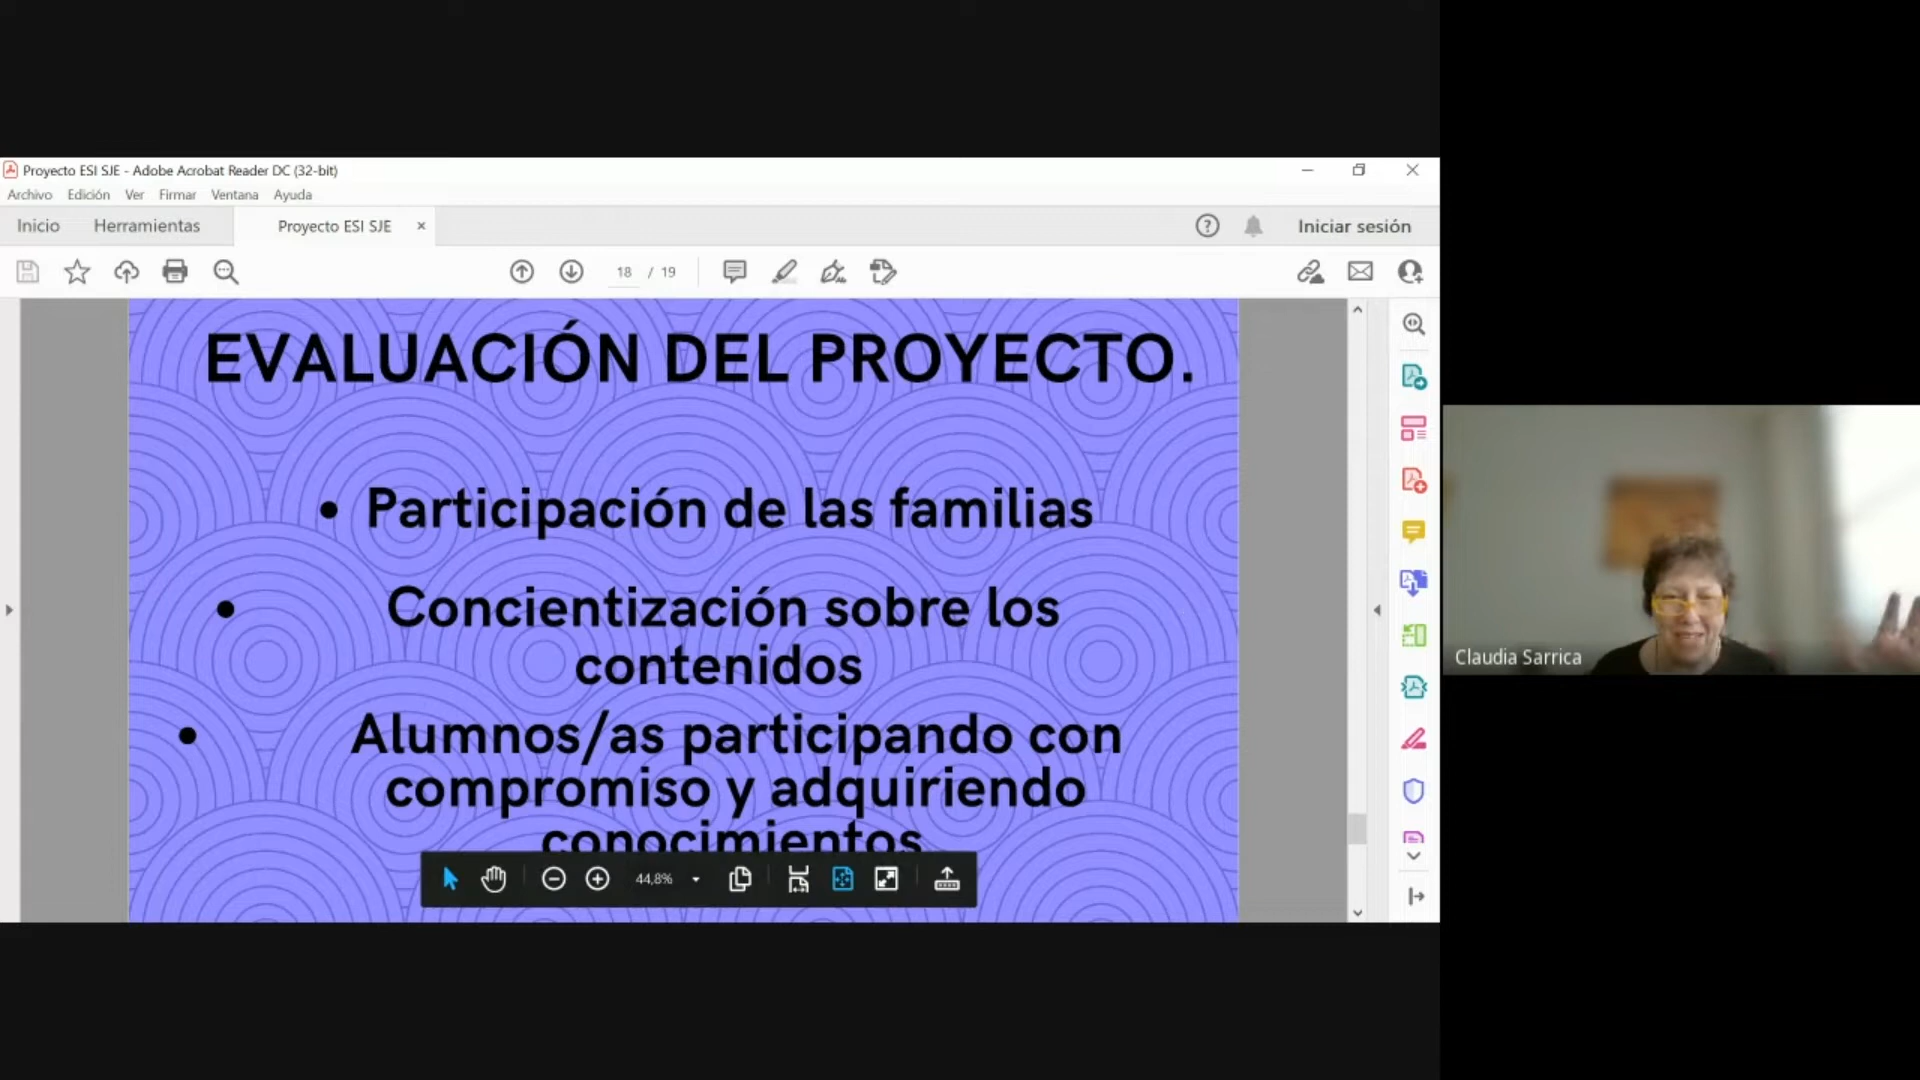 Proyecto ESI SJE - Adobe Acrobat Reader DC (32-bit)
Archivo Edición Ver Firmar Ventana Ayuda
Inicio Herramientas Proyecto ESI SJE Iniciar sesión
18 / 19
EVALUACIÓN DEL PROYECTO.
• Participación de las familias
• Concientización sobre los
contenidos
• Alumnos/as participando con
compromiso y adquiriendo
conocimientos
44,8%
Claudia Sarrica